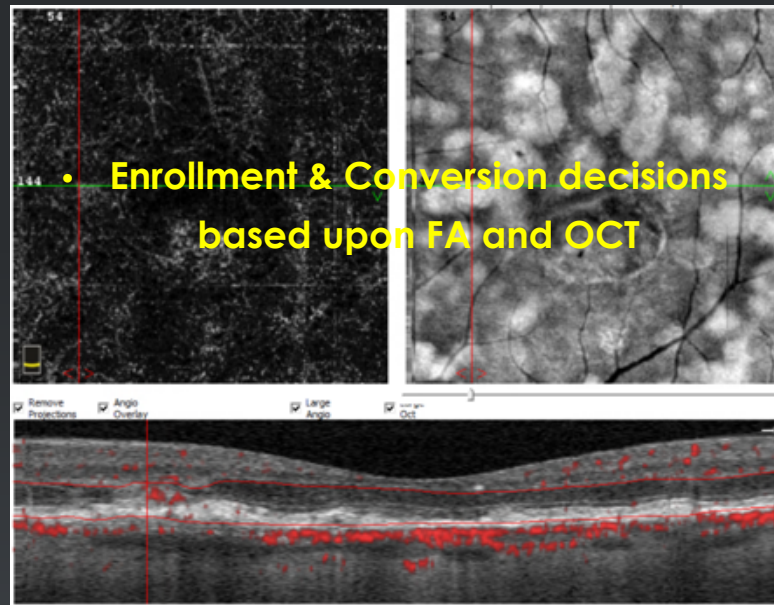 54
54
144
• Enrollment & Conversion decisions
based upon FA and OCT
Remove
Projections
Angio
Overlay
Large
Angio
Oct